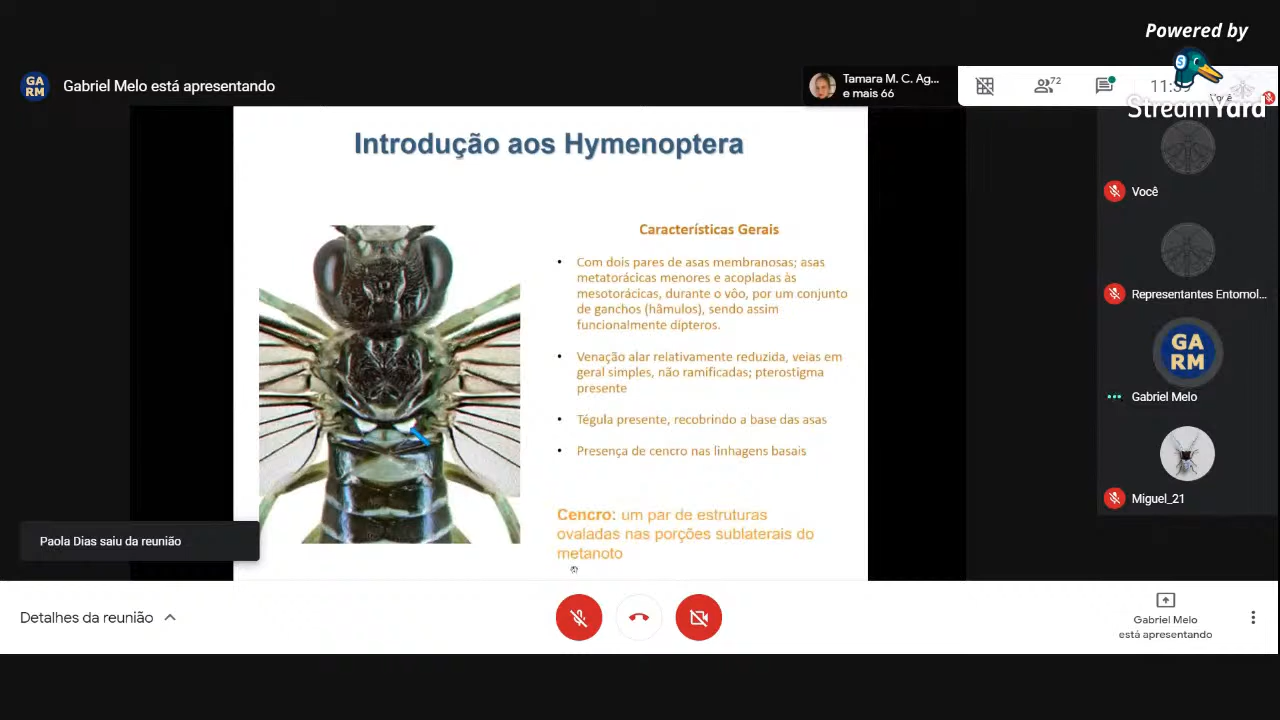 Powered by
StreamYard
GA
RM
Gabriel Melo está apresentando
Tamara M. C. Ag...
e mais 66
72
Introdução aos Hymenoptera
Características Gerais
• Com dois pares de asas membranosas; asas
metatorácicas menores e acopladas às
mesotorácicas, durante o vôo, por um conjunto
de ganchos (hâmulos), sendo assim
funcionalmente dípteros.
• Venação alar relativamente reduzida, veias em
geral simples, não ramificadas; pterostigma
presente
• Tégula presente, recobrindo a base das asas
• Presença de cencro nas linhagens basais
Cencro: um par de estruturas
ovaladas nas porções sublaterais do
metanoto
Você
Representantes Entomol...
GA
RM
Gabriel Melo
Miguel_21
Paola Dias saiu da reunião
Detalhes da reunião
Gabriel Melo
está apresentando